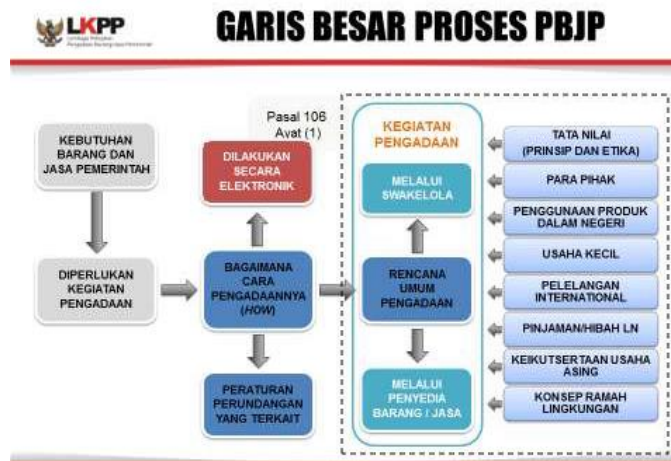 LKPP
GARIS BESAR PROSES PBJP
Pasal 106
Ayat (1)
KEBUTUHAN
BARANG DAN
JASA PEMERINTAH
DIPERLUKAN
KEGIATAN
PENGADAAN
DILAKUKAN
SECARA
ELEKTRONIK
BAGAIMANA
CARA
PENGADAANNYA
(HOW)
PERATURAN
PERUNDANGAN
YANG TERKAIT
KEGIATAN
PENGADAAN
MELALUI
SWAKELOLA
RENCANA
UMUM
PENGADAAN
MELALUI
PENYEDIA
BARANG / JASA
TATA NILAI
(PRINSIP DAN ETIKA)
PARA PIHAK
PENGGUNAAN PRODUK
DALAM NEGERI
USAHA KECIL
PELELANGAN
INTERNATIONAL
PINJAMAN/HIBAH LN
KEIKUTSERTAAN USAHA
ASING
KONSEP RAMAH
LINGKUNGAN